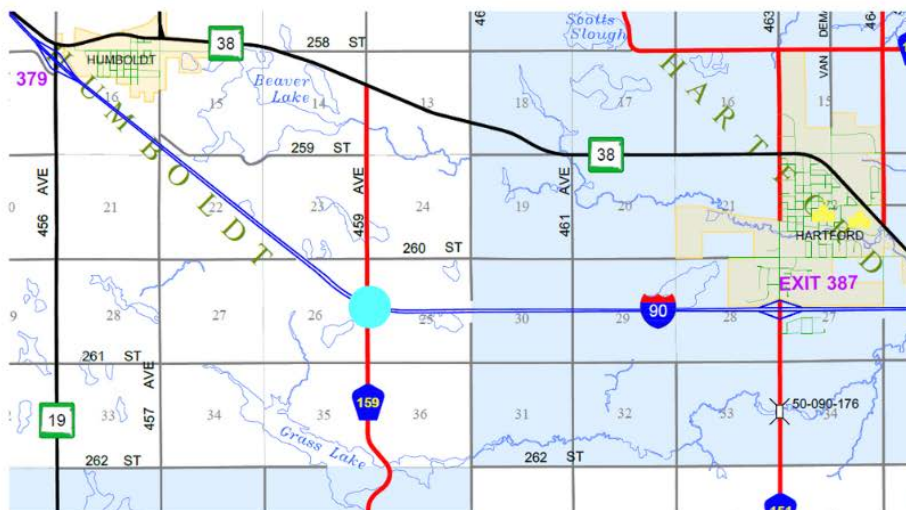 Scotts
Slough
46
463
VAN DEMA
464
38
258 ST
HUMBOLDT
379
Beaver
Lake
16
15
14
13
18
17
16
15
HUMBOLDT
HARTFORD
259 ST
38
456 AVE
459 AVE
461 AVE
21
22
23
24
19
20
21
260 ST
HARTFORD
EXIT 387
9
28
27
26
25
30
29
90
28
27
261 ST
457 AVE
159
50-090-176
19
33
34
35
36
31
32
33
34
Grass Lake
262 ST
262 ST
151